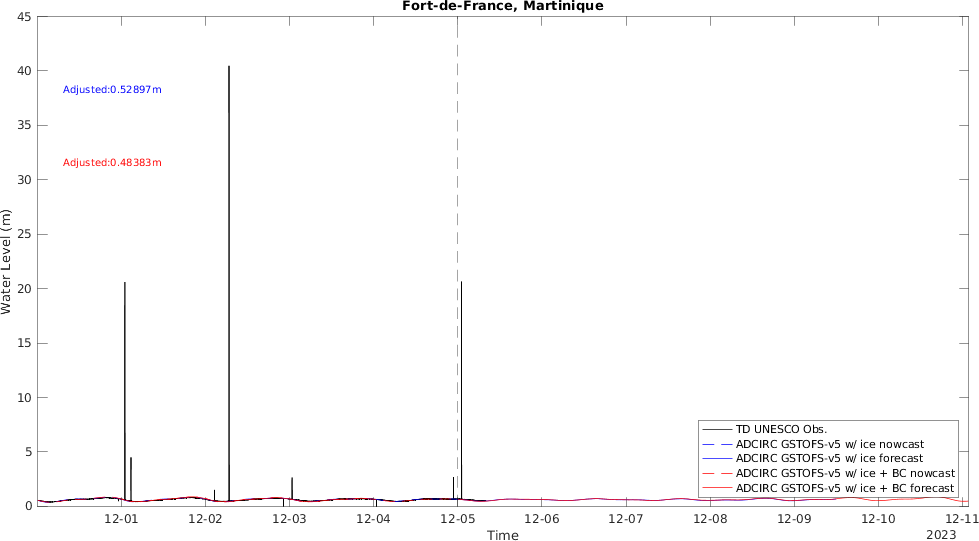 Fort-de-France, Martinique
45
40
35
30
25
20
15
10
5
0
Water Level (m)
Adjusted:0.52897m
Adjusted:0.48383m
TD UNESCO Obs.
ADCIRC GSTOFS-v5 w/ ice nowcast
ADCIRC GSTOFS-v5 w/ ice forecast
ADCIRC GSTOFS-v5 w/ ice + BC nowcast
ADCIRC GSTOFS-v5 w/ ice + BC forecast
12-01 12-02 12-03 12-04 12-05 12-06 12-07 12-08 12-09 12-10 12-11
Time
2023